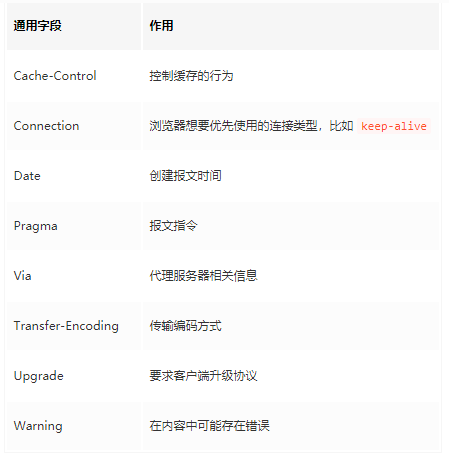 通用字段 作用
Cache-Control 控制缓存的行为
Connection 浏览器想要优先使用的连接类型，比如 keep-alive
Date 创建报文时间
Pragma 报文指令
Via 代理服务器相关信息
Transfer-Encoding 传输编码方式
Upgrade 要求客户端升级协议
Warning 在内容中可能存在错误